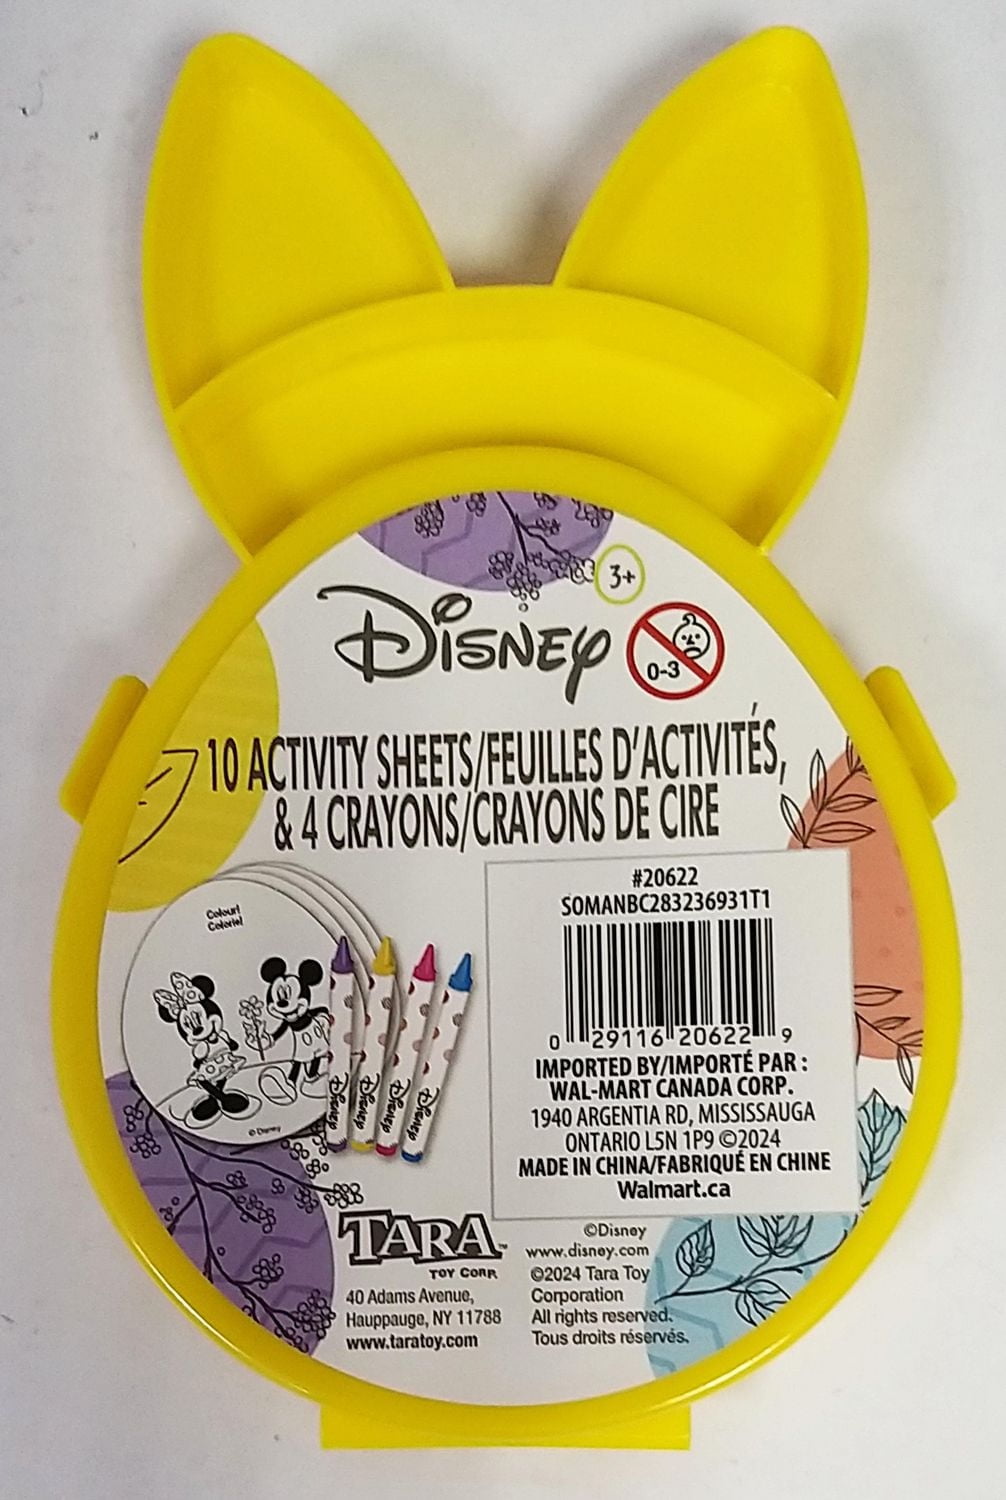 3+
Disney
0-3
10 ACTIVITY SHEETS/FEUILLES D'ACTIVITÉS,
& 4 CRAYONS/CRAYONS DE CIRE
Colour!
Colorie!
© Disney
Disney
Disney
Disney
Disney
#20622
SOMANBC283236931T1
0 29116 20622 9
IMPORTED BY/IMPORTÉ PAR :
WAL-MART CANADA CORP.
1940 ARGENTIA RD, MISSISSAUGA
ONTARIO L5N 1P9 ©2024
MADE IN CHINA/FABRIQUÉ EN CHINE
Walmart.ca
TARA™
TOY CORP.
40 Adams Avenue,
Hauppauge, NY 11788
www.taratoy.com
©Disney
www.disney.com
©2024 Tara Toy
Corporation
All rights reserved.
Tous droits réservés.